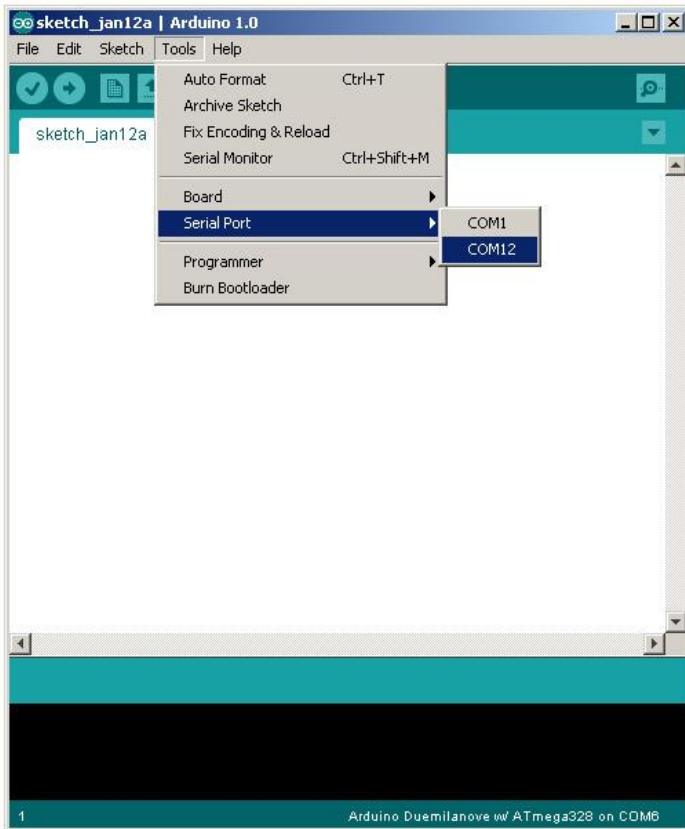 sketch_jan12a | Arduino 1.0
File Edit Sketch Tools Help
sketch_jan12a
Auto Format Ctrl+T
Archive Sketch
Fix Encoding & Reload
Serial Monitor Ctrl+Shift+M
Board
Serial Port
COM1
COM12
Programmer
Burn Bootloader
1 Arduino Duemilanove w/ ATmega328 on COM6